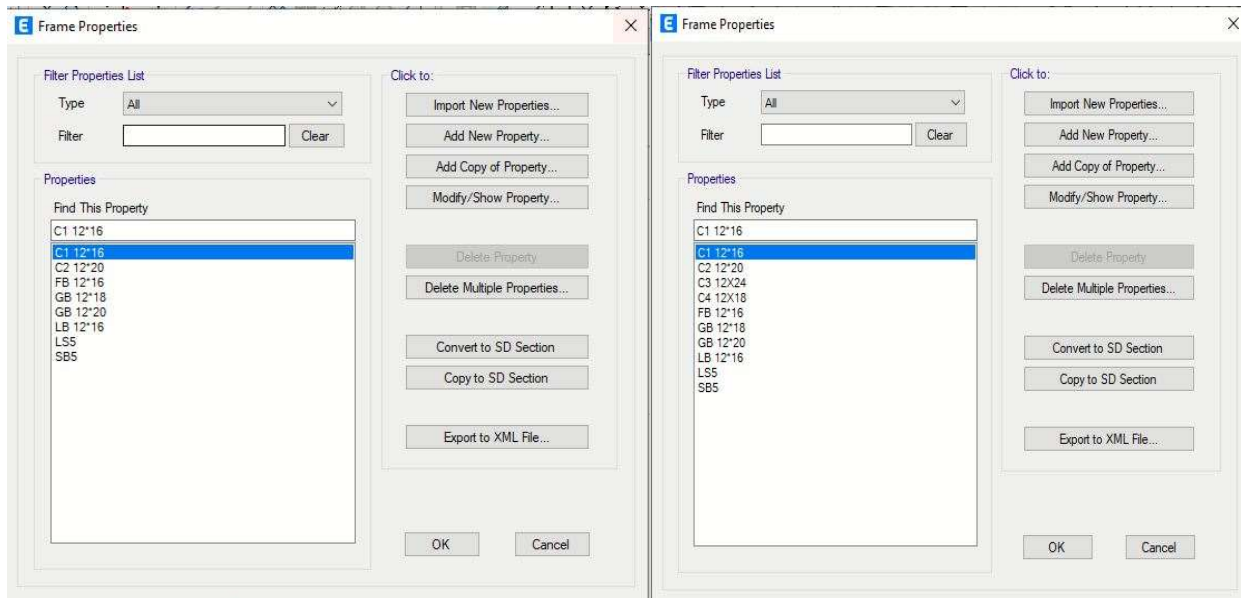 Frame Properties
Filter Properties List
Type All
Filter Clear
Properties
Find This Property
C1 12*16
C1 12*16
C2 12*20
FB 12*16
GB 12*18
GB 12*20
LB 12*16
LS5
SB5
Click to:
Import New Properties...
Add New Property...
Add Copy of Property...
Modify/Show Property...
Delete Property
Delete Multiple Properties...
Convert to SD Section
Copy to SD Section
Export to XML File...
OK Cancel
Frame Properties
Filter Properties List
Type All
Filter Clear
Properties
Find This Property
C1 12*16
C1 12*16
C2 12*20
C3 12X24
C4 12X18
FB 12*16
GB 12*18
GB 12*20
LB 12*16
LS5
SB5
Click to:
Import New Properties...
Add New Property...
Add Copy of Property...
Modify/Show Property...
Delete Property
Delete Multiple Properties...
Convert to SD Section
Copy to SD Section
Export to XML File...
OK Cancel